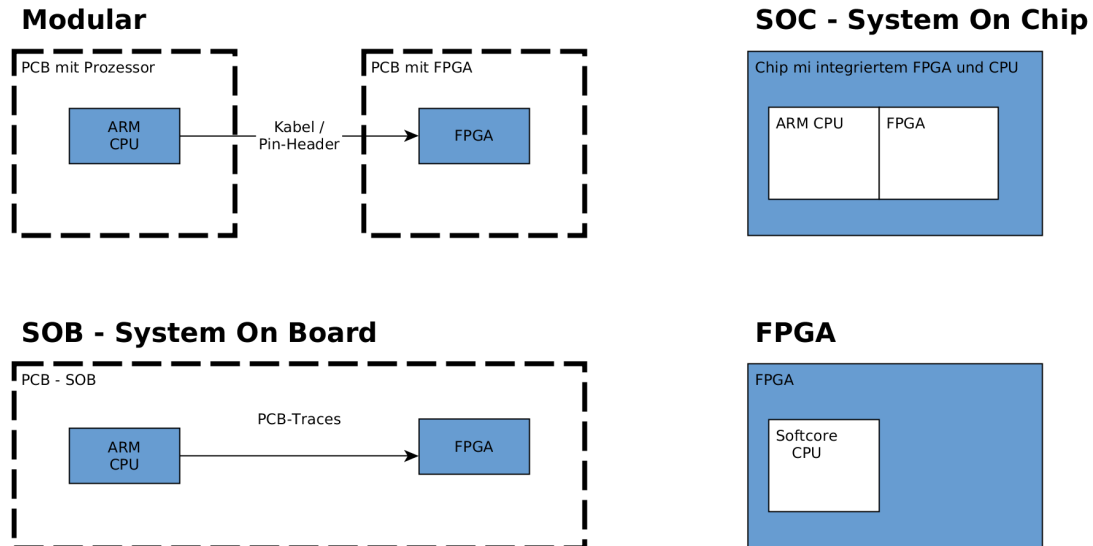 Modular
PCB mit Prozessor
ARM
CPU
Kabel /
Pin-Header
PCB mit FPGA
FPGA
SOC - System On Chip
Chip mi integriertem FPGA und CPU
ARM CPU
FPGA
SOB - System On Board
PCB - SOB
ARM
CPU
PCB-Traces
FPGA
FPGA
FPGA
Softcore
CPU